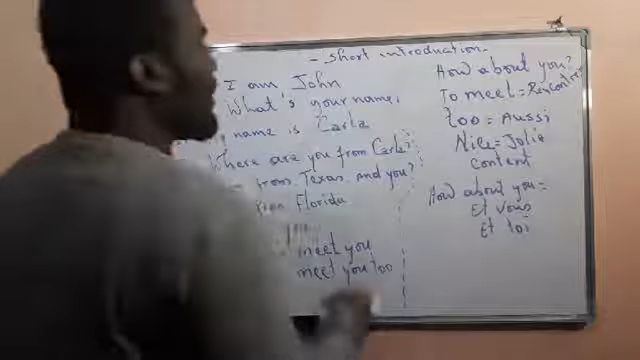 - Short introduction -
I am John
What's your name,
name is Carla
Where are you from Carla?
from Texas and you?
from Florida
meet you
meet you too
How about you?
To meet = Rencontrer
too = Aussi
Nice = Jolie
Content
How about you =
Et vous
Et toi